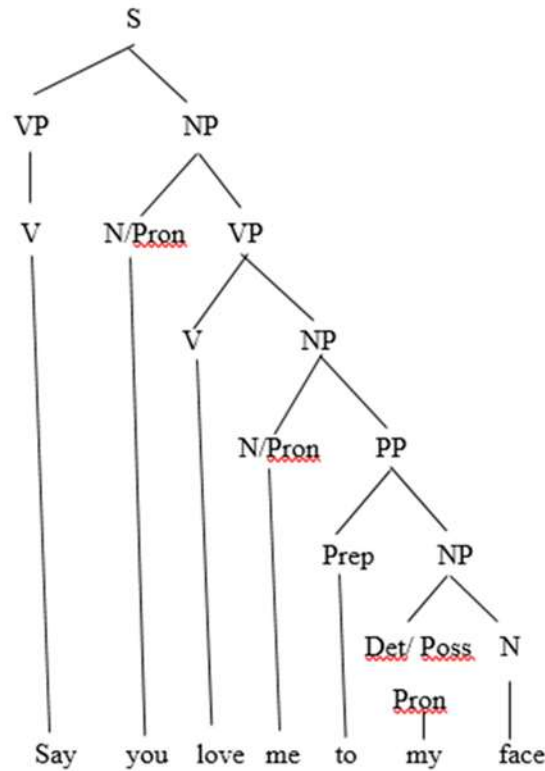 S
VP NP
V N/Pron VP
V NP
N/Pron PP
Prep NP
Det/ Poss N
Pron
Say you love me to my face